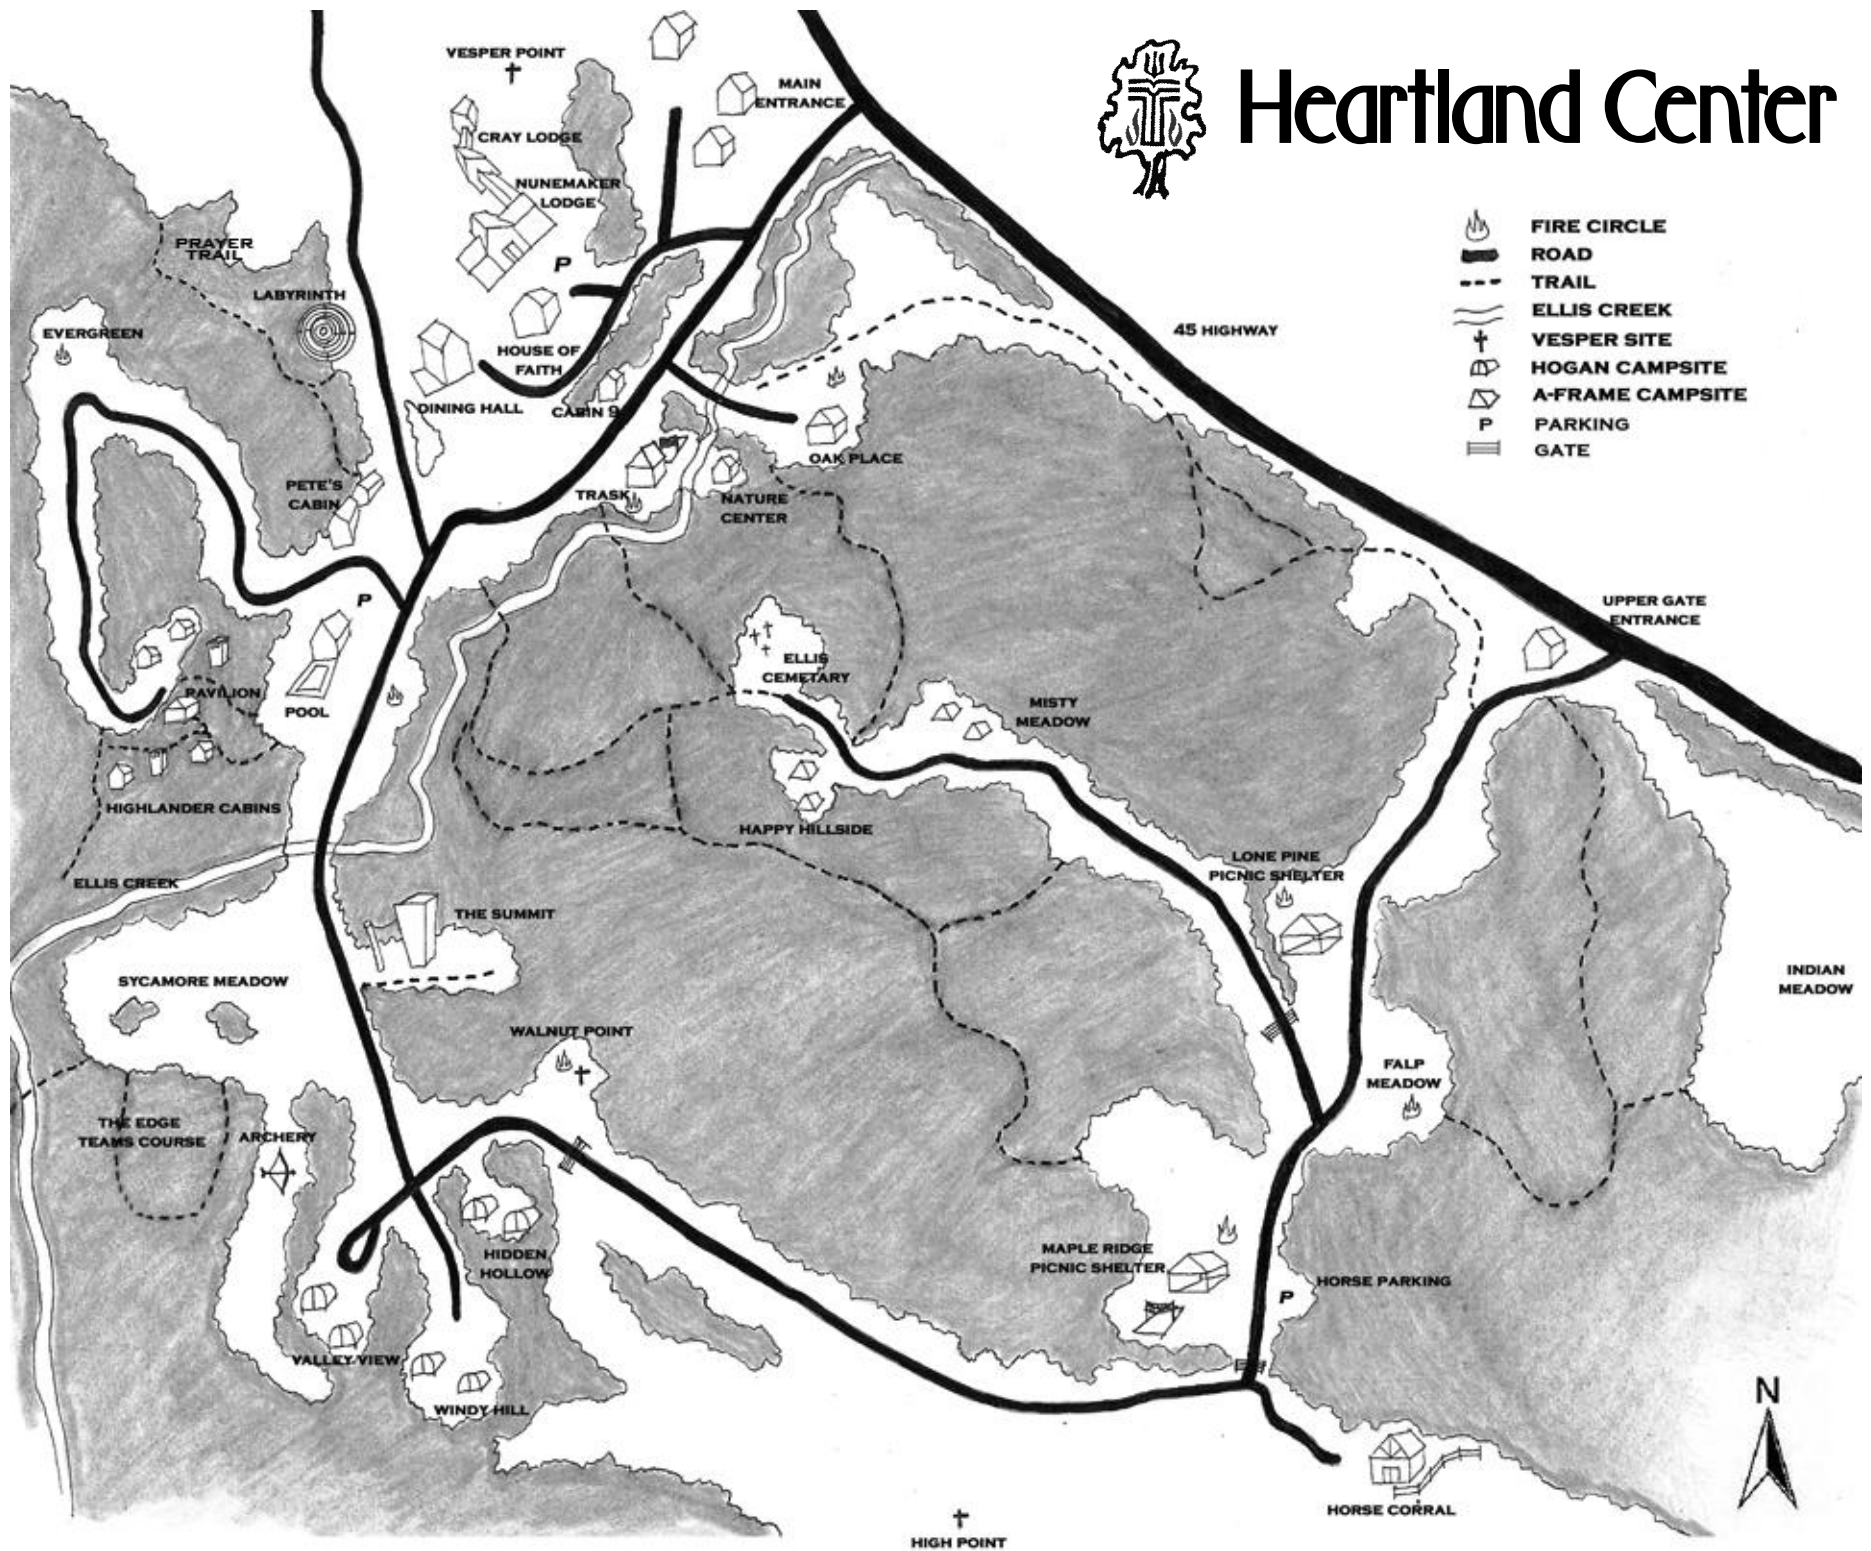 Heartland Center
VESPER POINT
MAIN
ENTRANCE
CRAY LODGE
NUNEMAKER
LODGE
P
PRAYER
TRAIL
LABYRINTH
EVERGREEN
HOUSE OF
FAITH
DINING HALL
CABIN 9
FIRE CIRCLE
ROAD
TRAIL
ELLIS CREEK
VESPER SITE
HOGAN CAMPSITE
A-FRAME CAMPSITE
P PARKING
GATE
45 HIGHWAY
OAK PLACE
PETE'S
CABIN
TRASK
NATURE
CENTER
P
UPPER GATE
ENTRANCE
ELLIS
CEMETARY
PAVILION
POOL
MISTY
MEADOW
HIGHLANDER CABINS
HAPPY HILLSIDE
LONE PINE
PICNIC SHELTER
ELLIS CREEK
THE SUMMIT
SYCAMORE MEADOW
INDIAN
MEADOW
WALNUT POINT
FALP
MEADOW
THE EDGE
TEAMS COURSE
ARCHERY
HIDDEN
HOLLOW
MAPLE RIDGE
PICNIC SHELTER
HORSE PARKING
P
VALLEY VIEW
WINDY HILL
N
HORSE CORRAL
HIGH POINT